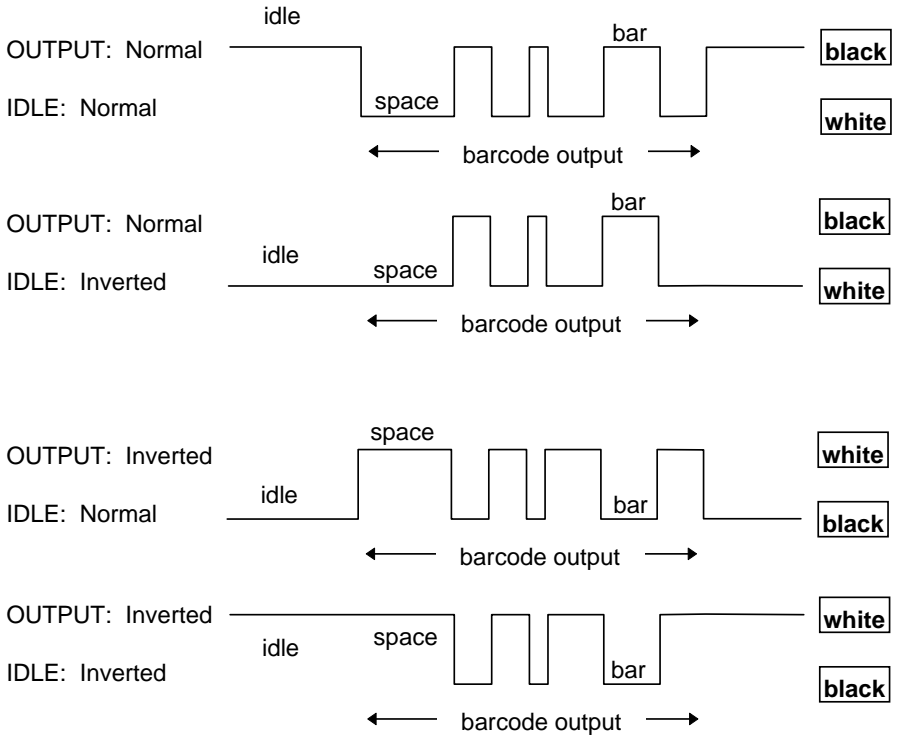 idle
OUTPUT: Normal
bar
black
IDLE: Normal
space
white
barcode output
OUTPUT: Normal
bar
black
idle
IDLE: Inverted
space
white
barcode output
space
OUTPUT: Inverted
white
idle
IDLE: Normal
bar
black
barcode output
OUTPUT: Inverted
white
idle
space
IDLE: Inverted
bar
black
barcode output